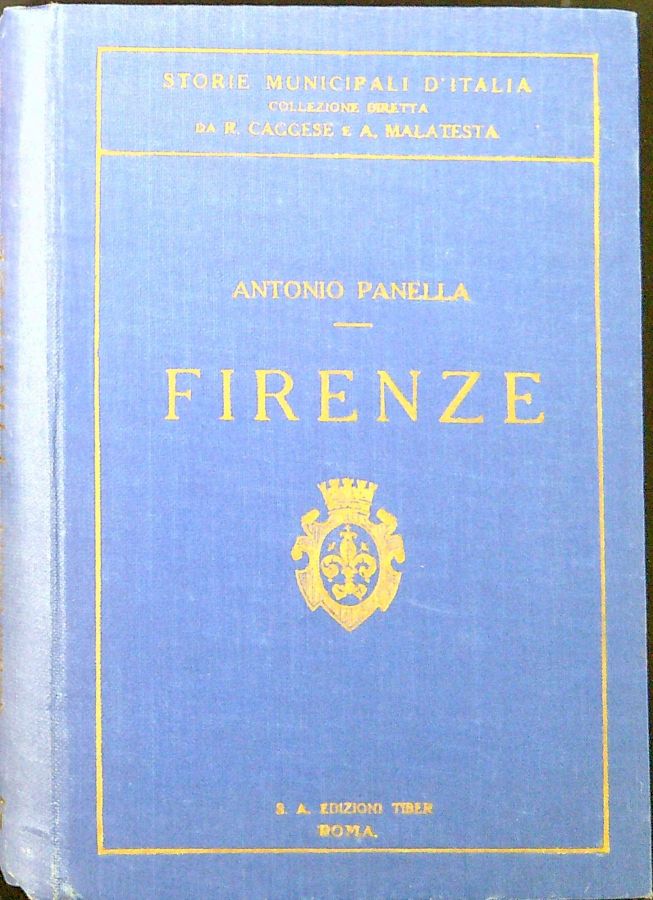 STORIE MUNICIPALI D'ITALIA
COLLEZIONE DIRETTA
DA R. CAGGESE E A. MALATESTA
ANTONIO PANELLA
FIRENZE
S. A. EDIZIONI TIBER
ROMA.